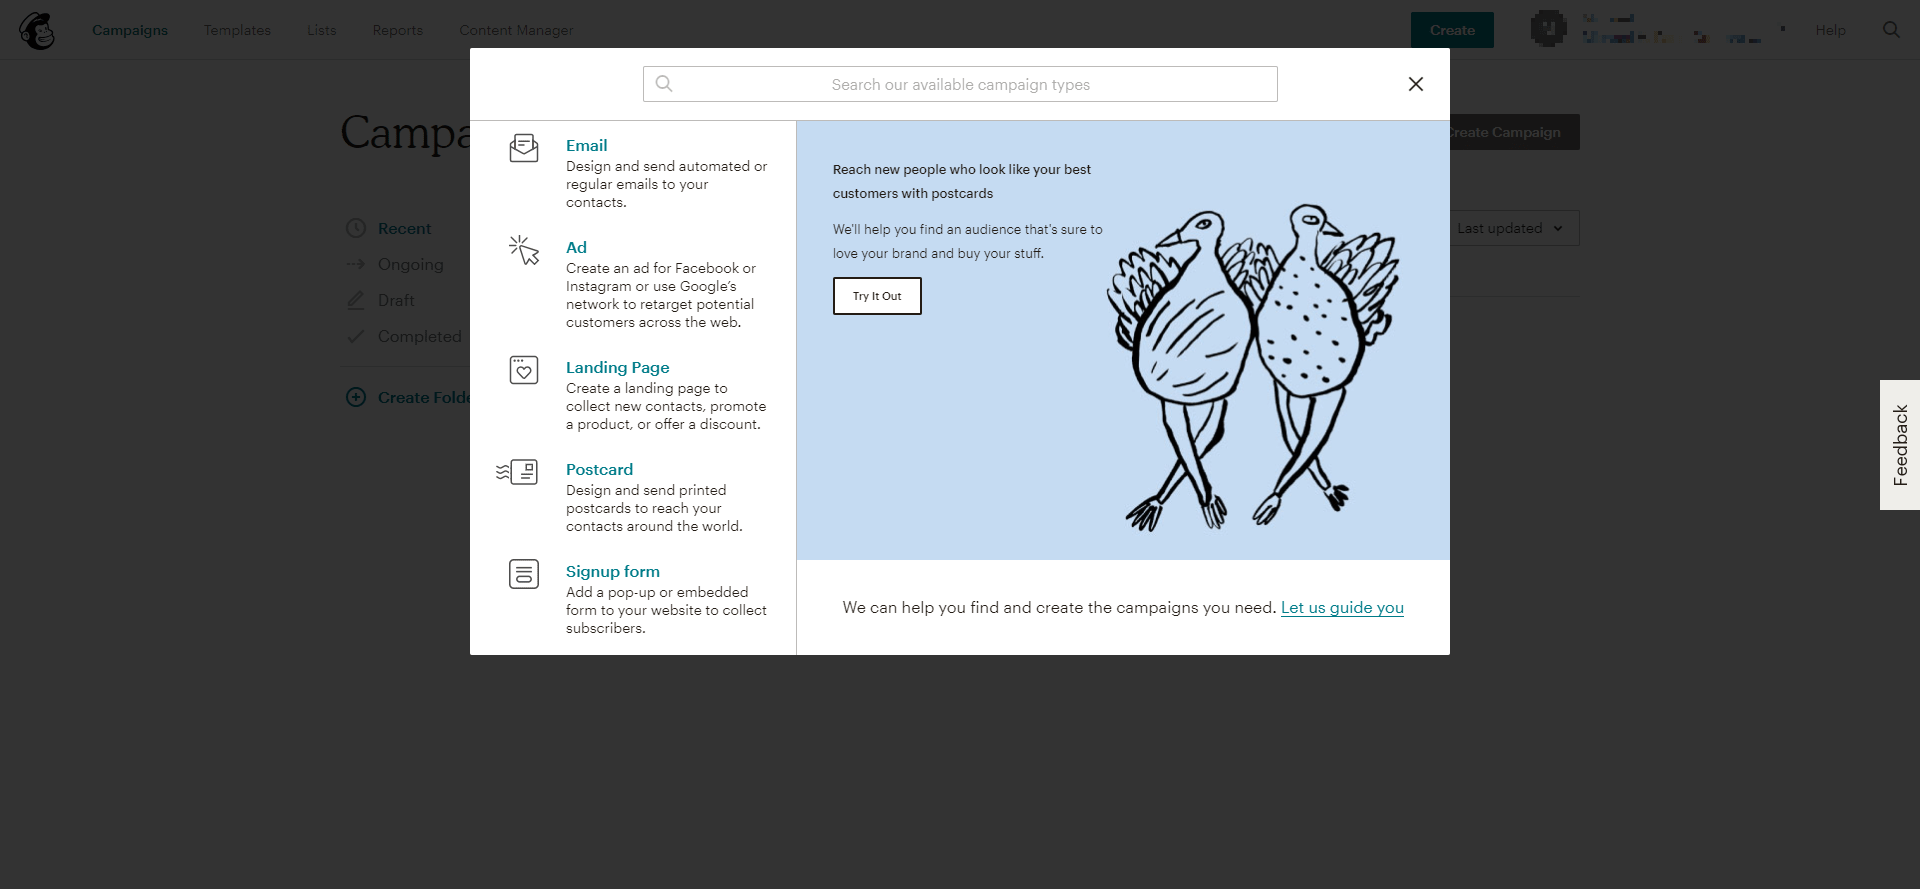 Campaigns
Templates
Lists
Reports
Content Manager
Create
Help
Search our available campaign types
Create Campaign
Recent
Ongoing
Draft
Completed
Last updated
Email
Design and send automated or
regular emails to your
contacts.
Ad
Create an ad for Facebook or
Instagram or use Google's
network to retarget potential
customers across the web.
Landing Page
Create a landing page to
collect new contacts, promote
a product, or offer a discount.
Postcard
Design and send printed
postcards to reach your
contacts around the world.
Signup form
Add a pop-up or embedded
form to your website to collect
subscribers.
Reach new people who look like your best
customers with postcards
We'll help you find an audience that's sure to
love your brand and buy your stuff.
Try It Out
We can help you find and create the campaigns you need. Let us guide you
Feedback